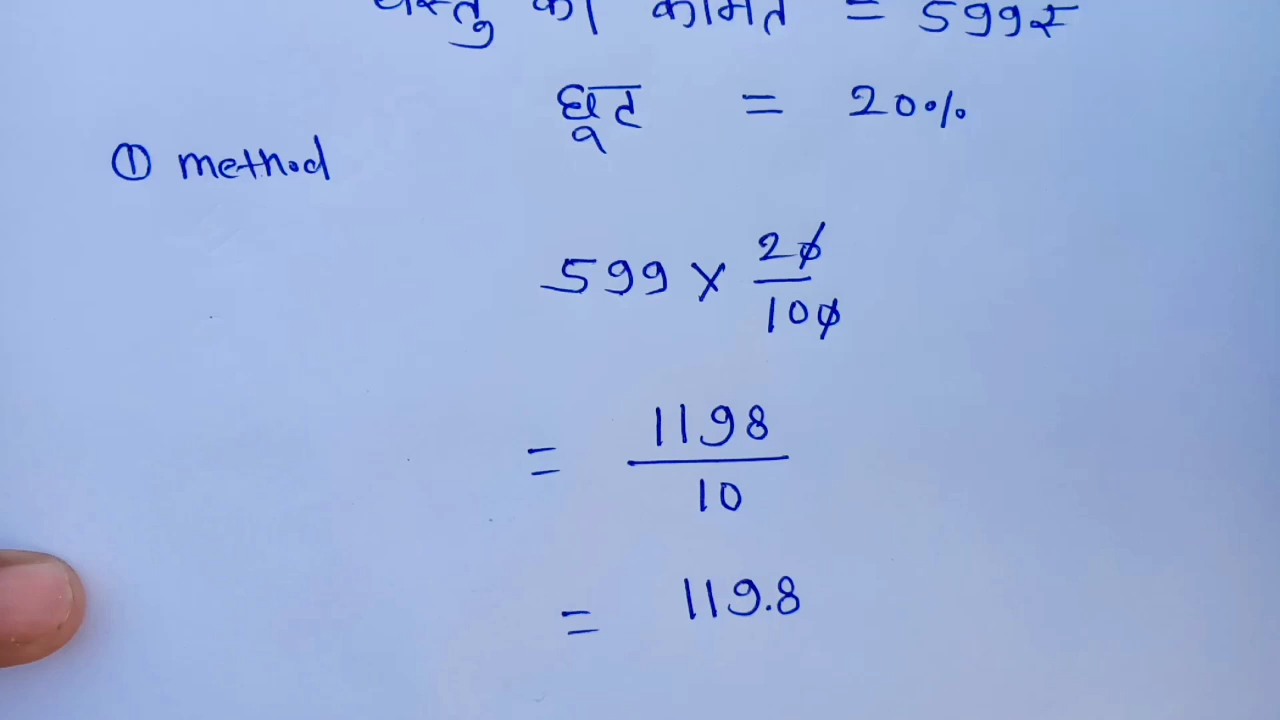 वस्तु की कीमत = 599₹
छूट = 20%
① method
599 × 20/100
= 1198/10
= 119.8